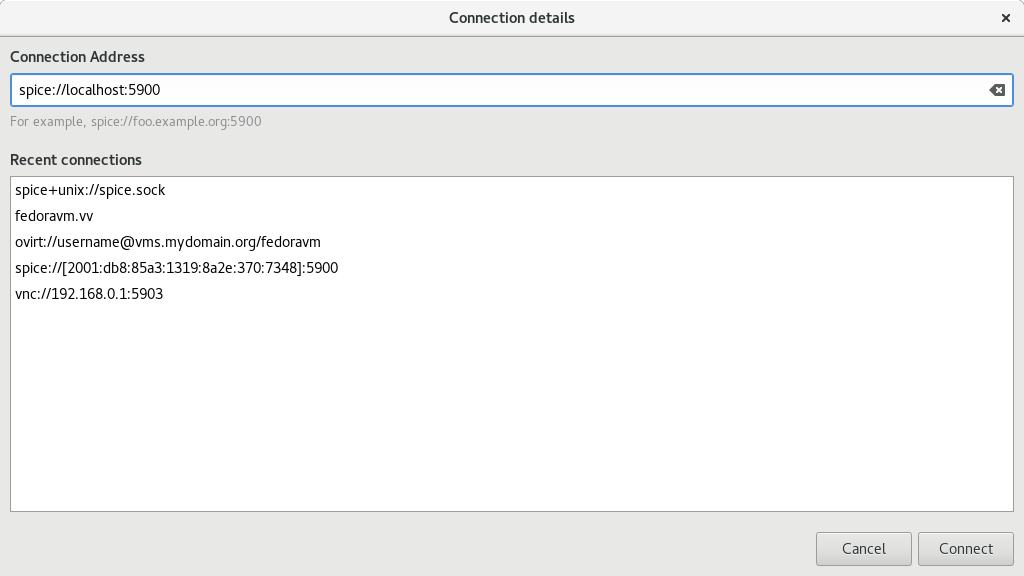 Connection details
Connection Address
spice://localhost:5900
For example, spice://foo.example.org:5900
Recent connections
spice+unix://spice.sock
fedoravm.vv
ovirt://username@vms.mydomain.org/fedoravm
spice://[2001:db8:85a3:1319:8a2e:370:7348]:5900
vnc://192.168.0.1:5903
Cancel
Connect